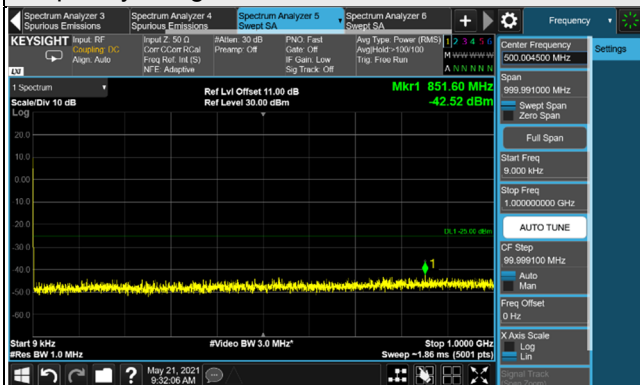 Spectrum Analyzer 3
Spurious Emissions
Spectrum Analyzer 4
Spurious Emissions
Spectrum Analyzer 5
Swept SA
Spectrum Analyzer 6
Swept SA
+
Frequency
KEYSIGHT
Input: RF
Coupling: DC
Align: Auto
Input Z: 50 Ω
Corr CCorr RCal
Freq Ref: Int (S)
NFE: Adaptive
#Atten: 30 dB
Preamp: Off
PNO: Fast
Gate: Off
IF Gain: Low
Sig Track: Off
Avg Type: Power (RMS)
Avg|Hold:>100/100
Trig: Free Run
1 2 3 4 5 6
M W W W W W
A N N N N N
LXI
1 Spectrum
Scale/Div 10 dB
Log
Ref Lvl Offset 11.00 dB
Ref Level 30.00 dBm
Mkr1 851.60 MHz
-42.52 dBm
20.0
10.0
0.00
-10.0
-20.0
-30.0
-40.0
-50.0
-60.0
DL1 -25.00 dBm
1
Start 9 kHz
#Res BW 1.0 MHz
#Video BW 3.0 MHz*
Stop 1.0000 GHz
Sweep ~1.86 ms (5001 pts)
May 21, 2021
9:32:06 AM
Center Frequency
500.004500 MHz
Settings
Span
999.991000 MHz
Swept Span
Zero Span
Full Span
Start Freq
9.000 kHz
Stop Freq
1.000000000 GHz
AUTO TUNE
CF Step
99.999100 MHz
Auto
Man
Freq Offset
0 Hz
X Axis Scale
Log
Lin
Signal Track
(Span Zoom)